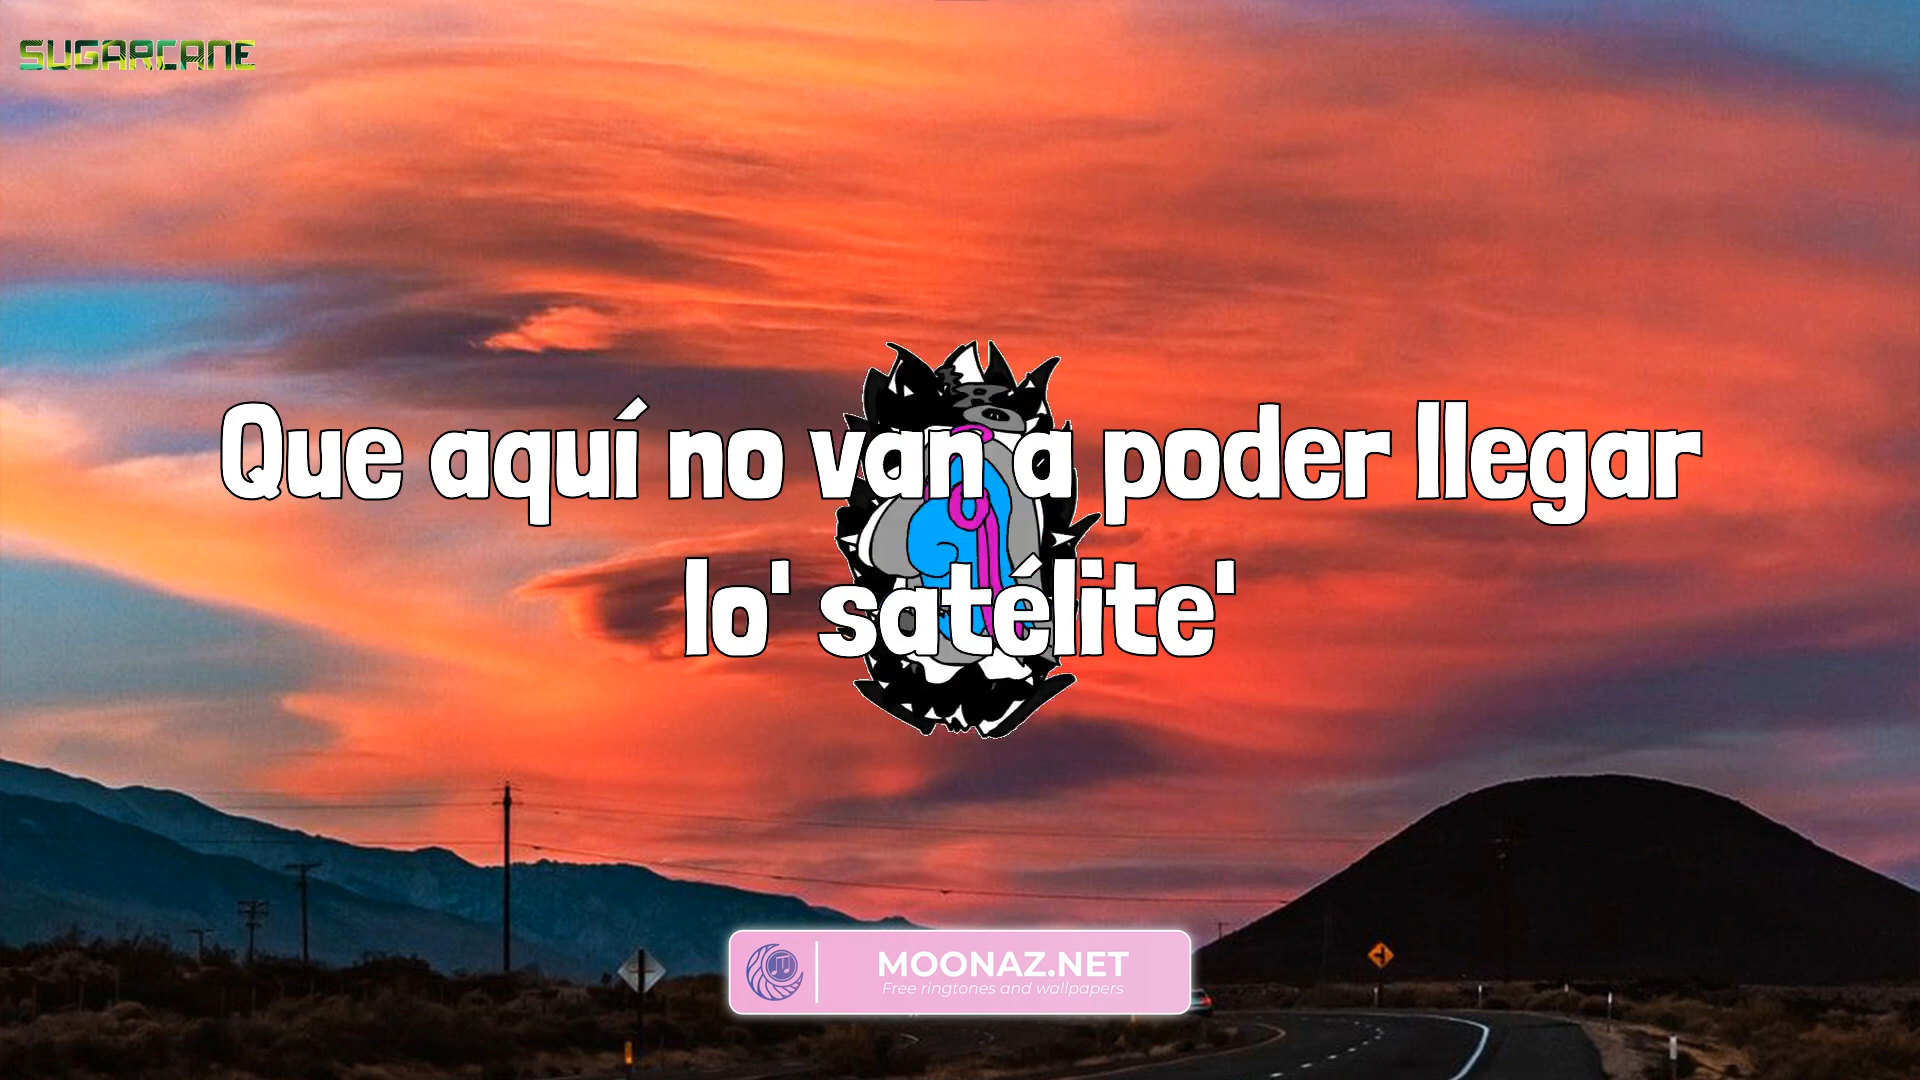 SUGARCANE
Que aquí no van a poder llegar
lo' satélite'
MOONAZ.NET
Free ringtones and wallpapers